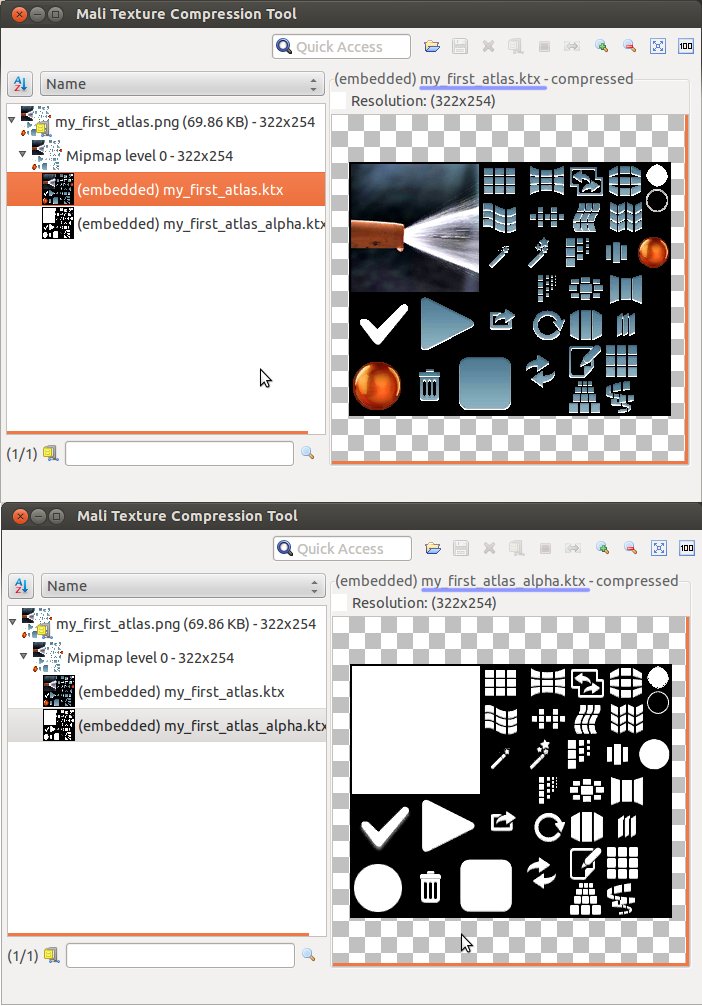 Mali Texture Compression Tool
Quick Access
100
A Z
Name
(embedded) my_first_atlas.ktx - compressed
Resolution: (322x254)
my_first_atlas.png (69.86 KB) - 322x254
Mipmap level 0 - 322x254
(embedded) my_first_atlas.ktx
(embedded) my_first_atlas_alpha.ktx
(1/1)
Mali Texture Compression Tool
Quick Access
100
A Z
Name
(embedded) my_first_atlas_alpha.ktx - compressed
Resolution: (322x254)
my_first_atlas.png (69.86 KB) - 322x254
Mipmap level 0 - 322x254
(embedded) my_first_atlas.ktx
(embedded) my_first_atlas_alpha.ktx
(1/1)